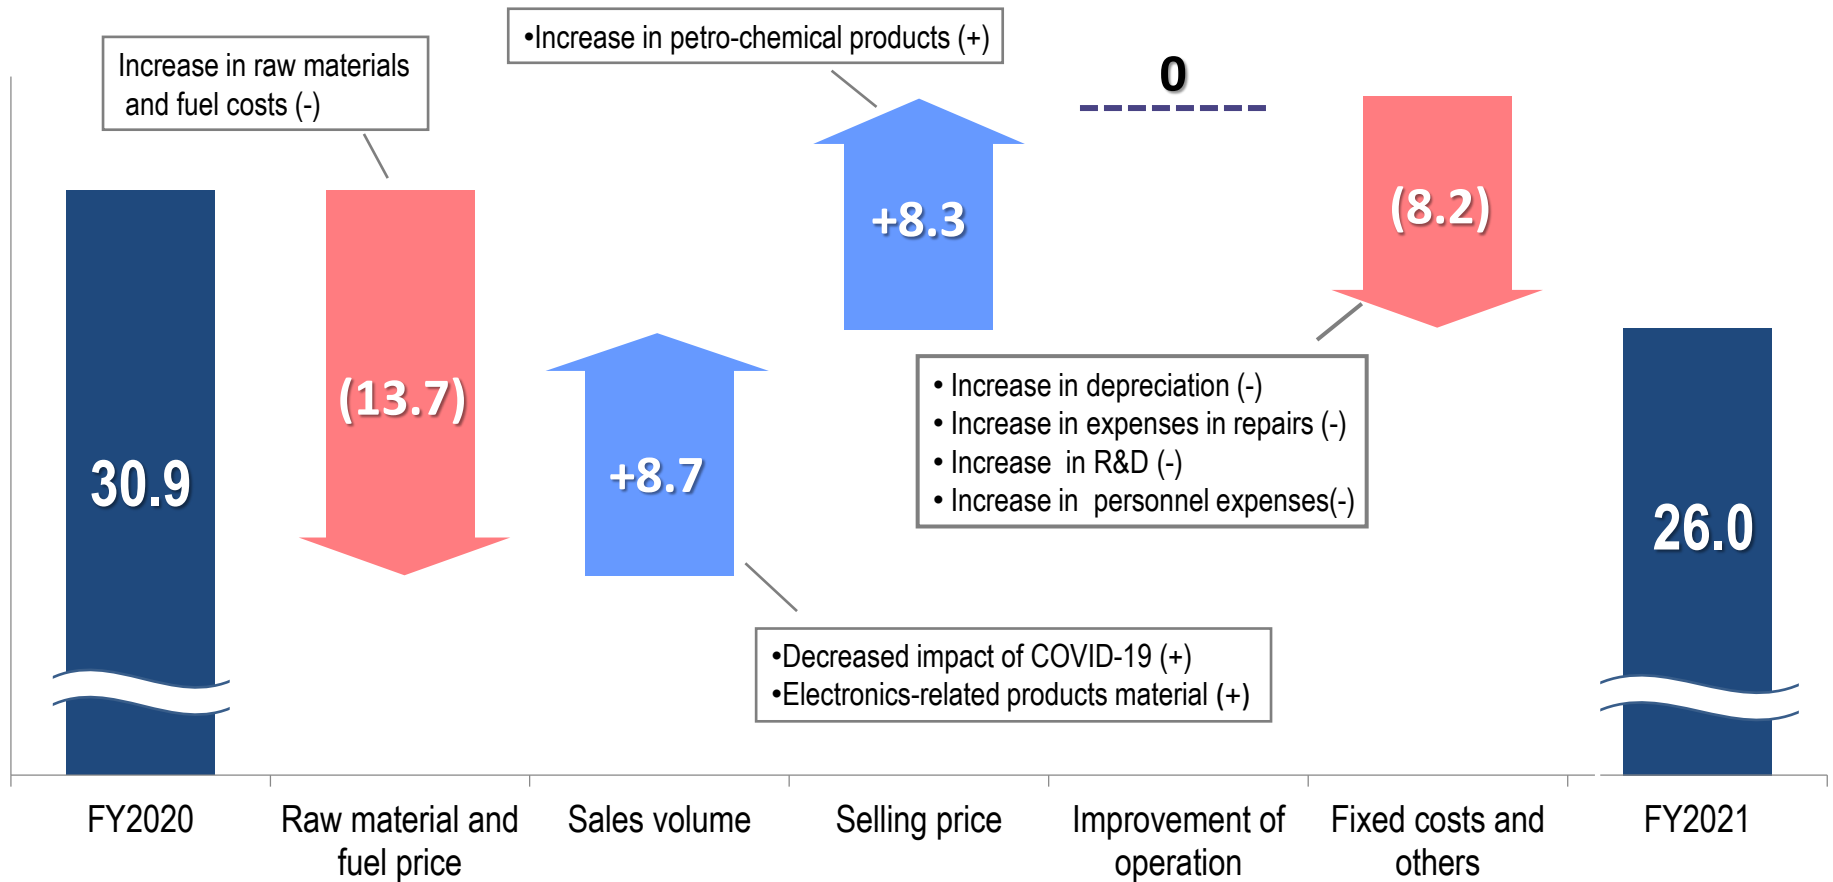 •Increase in petro-chemical products (+)
Increase in raw materials
and fuel costs (-)
0
+8.3
(8.2)
(13.7)
+8.7
30.9
• Increase in depreciation (-)
• Increase in expenses in repairs (-)
• Increase in R&D (-)
• Increase in personnel expenses(-)
26.0
•Decreased impact of COVID-19 (+)
•Electronics-related products material (+)
FY2020
Raw material and
fuel price
Sales volume
Selling price
Improvement of
operation
Fixed costs and
others
FY2021